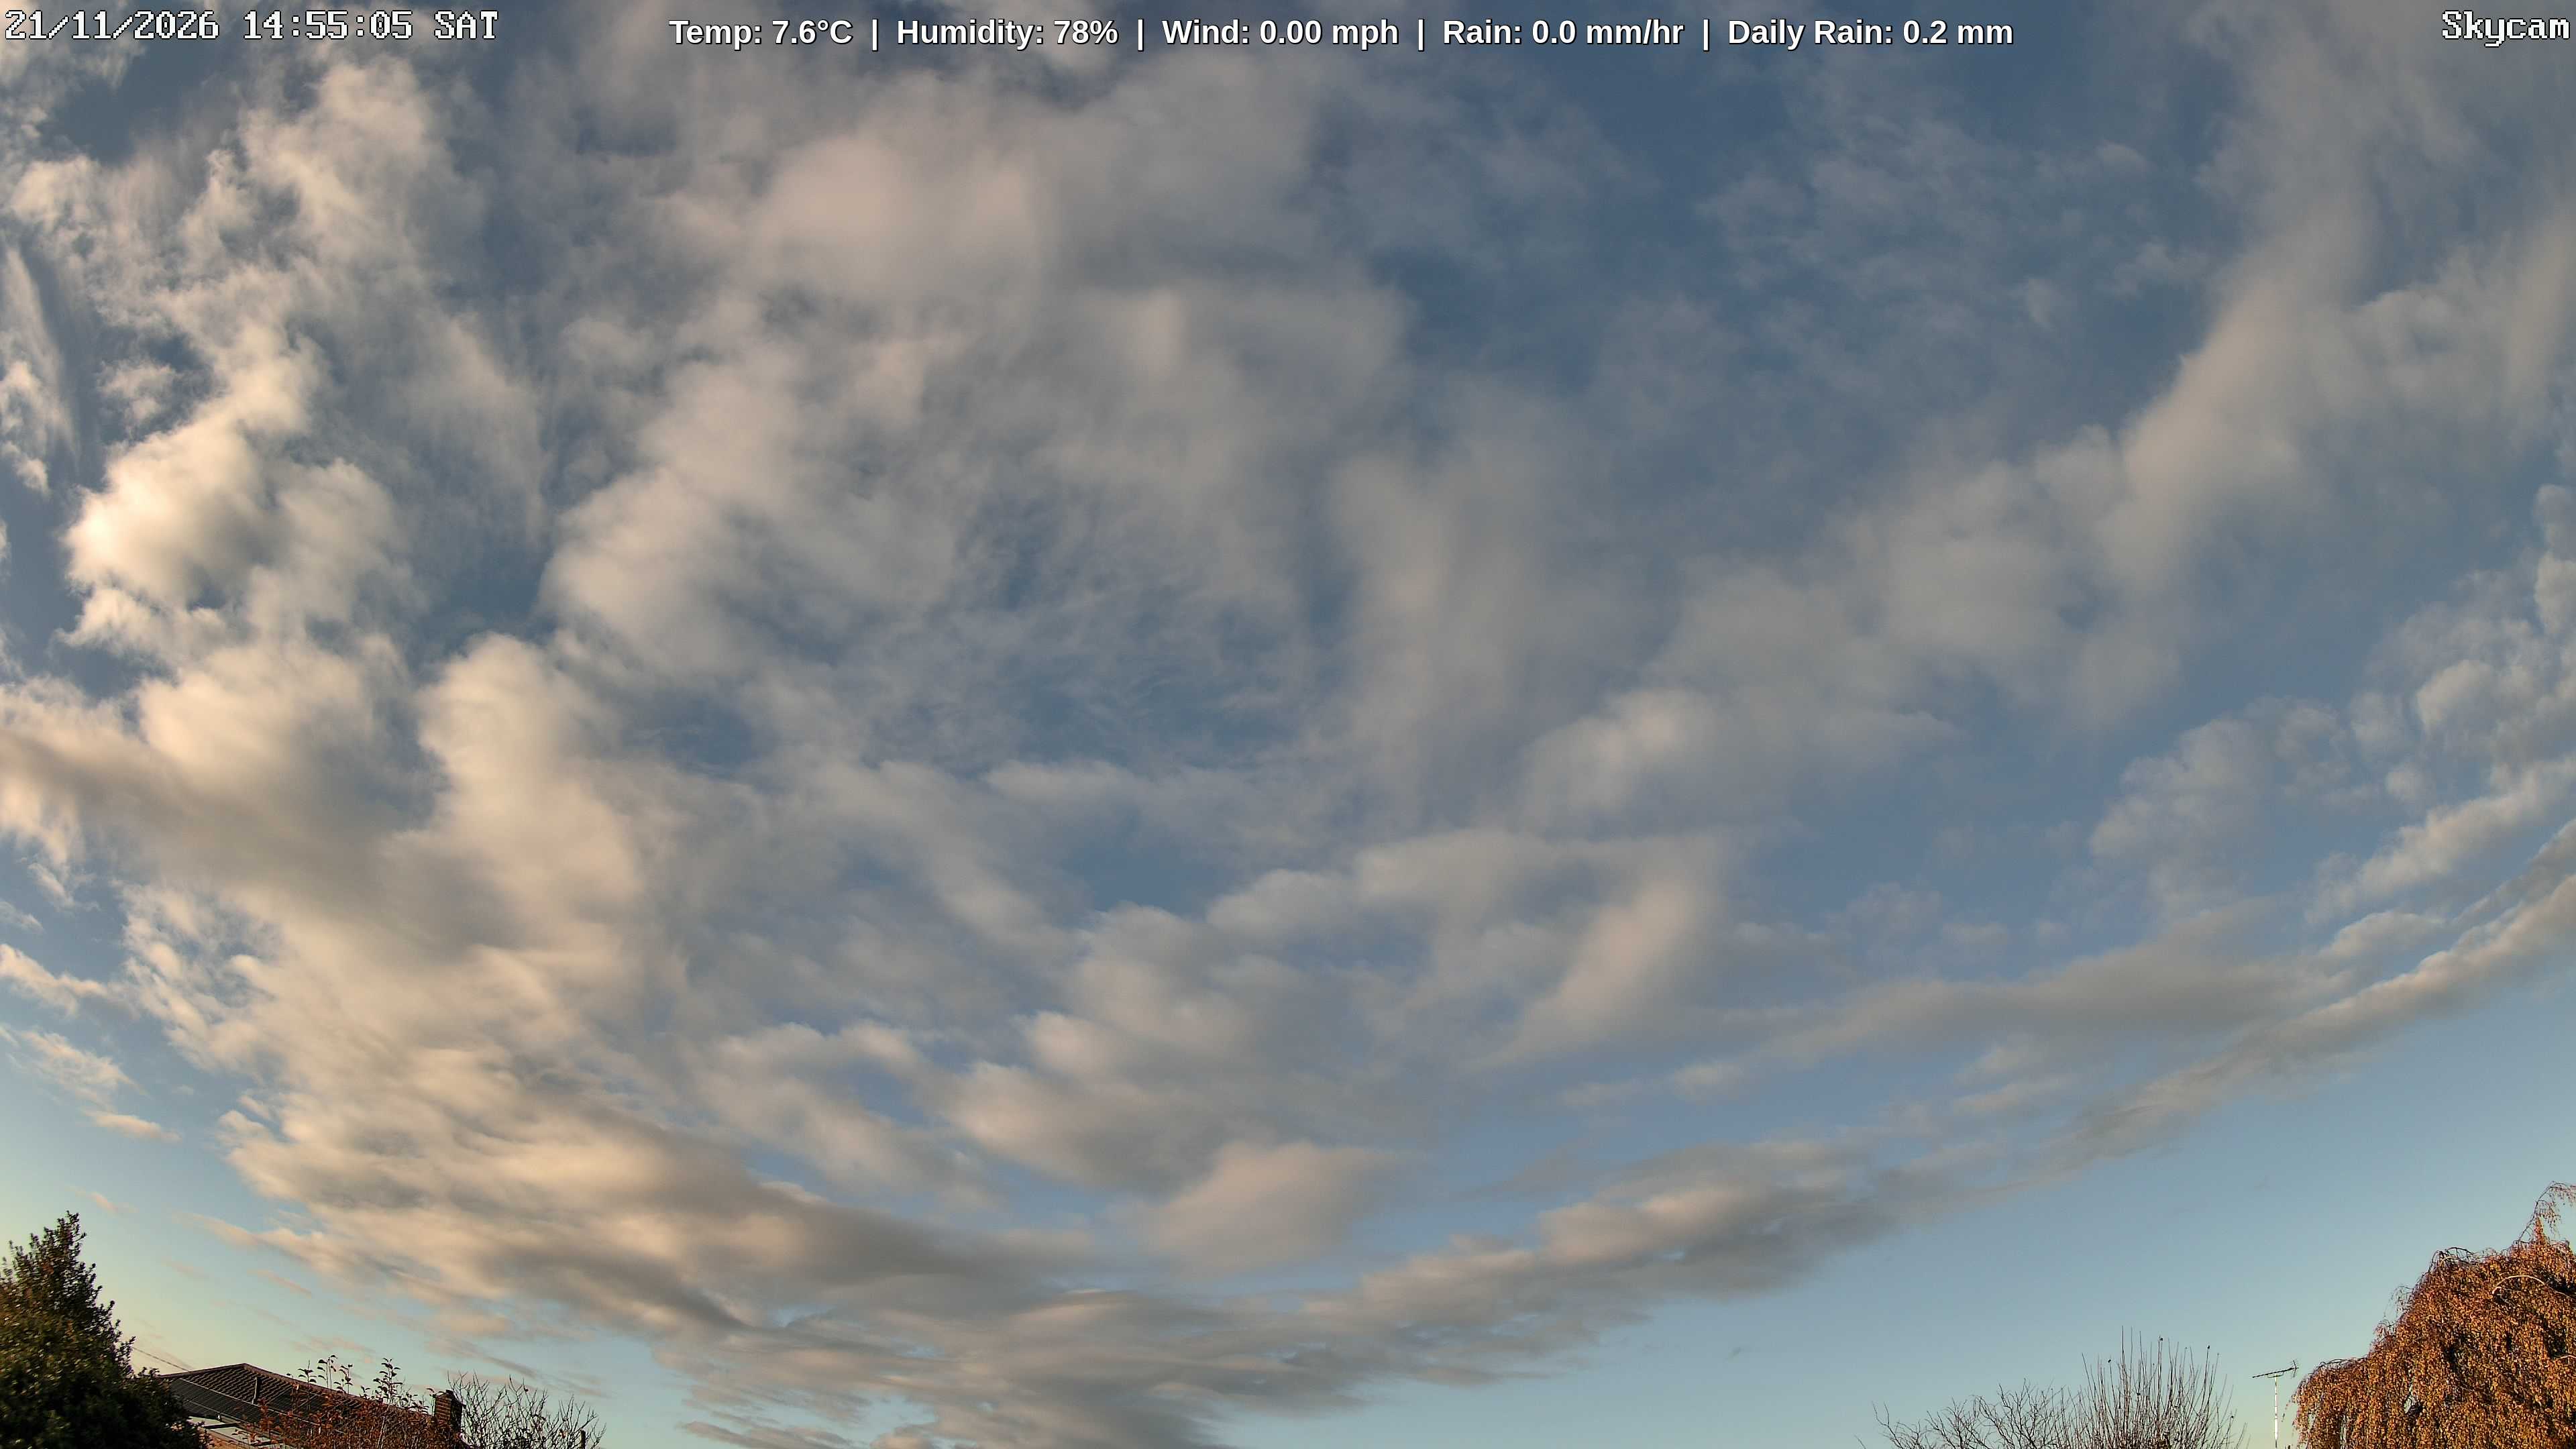 21/11/2026 14:55:05 SAT
Temp: 7.6°C | Humidity: 78% | Wind: 0.00 mph | Rain: 0.0 mm/hr | Daily Rain: 0.2 mm
Skycam